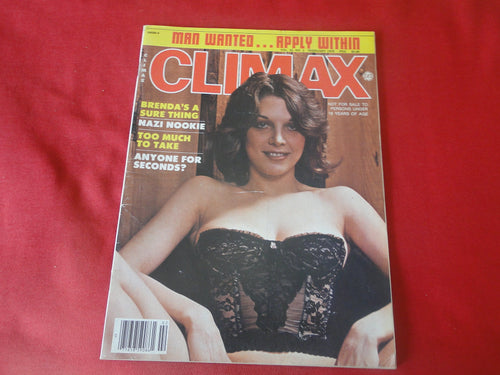 MAN WANTED...APPLY WITHIN
CLIMAX
CLIMAX
BRENDA'S A
SURE THING
NAZI NOOKIE
TOO MUCH
TO TAKE
ANYONE FOR
SECONDS?
NOT FOR SALE TO
PERSONS UNDER
18 YEARS OF AGE